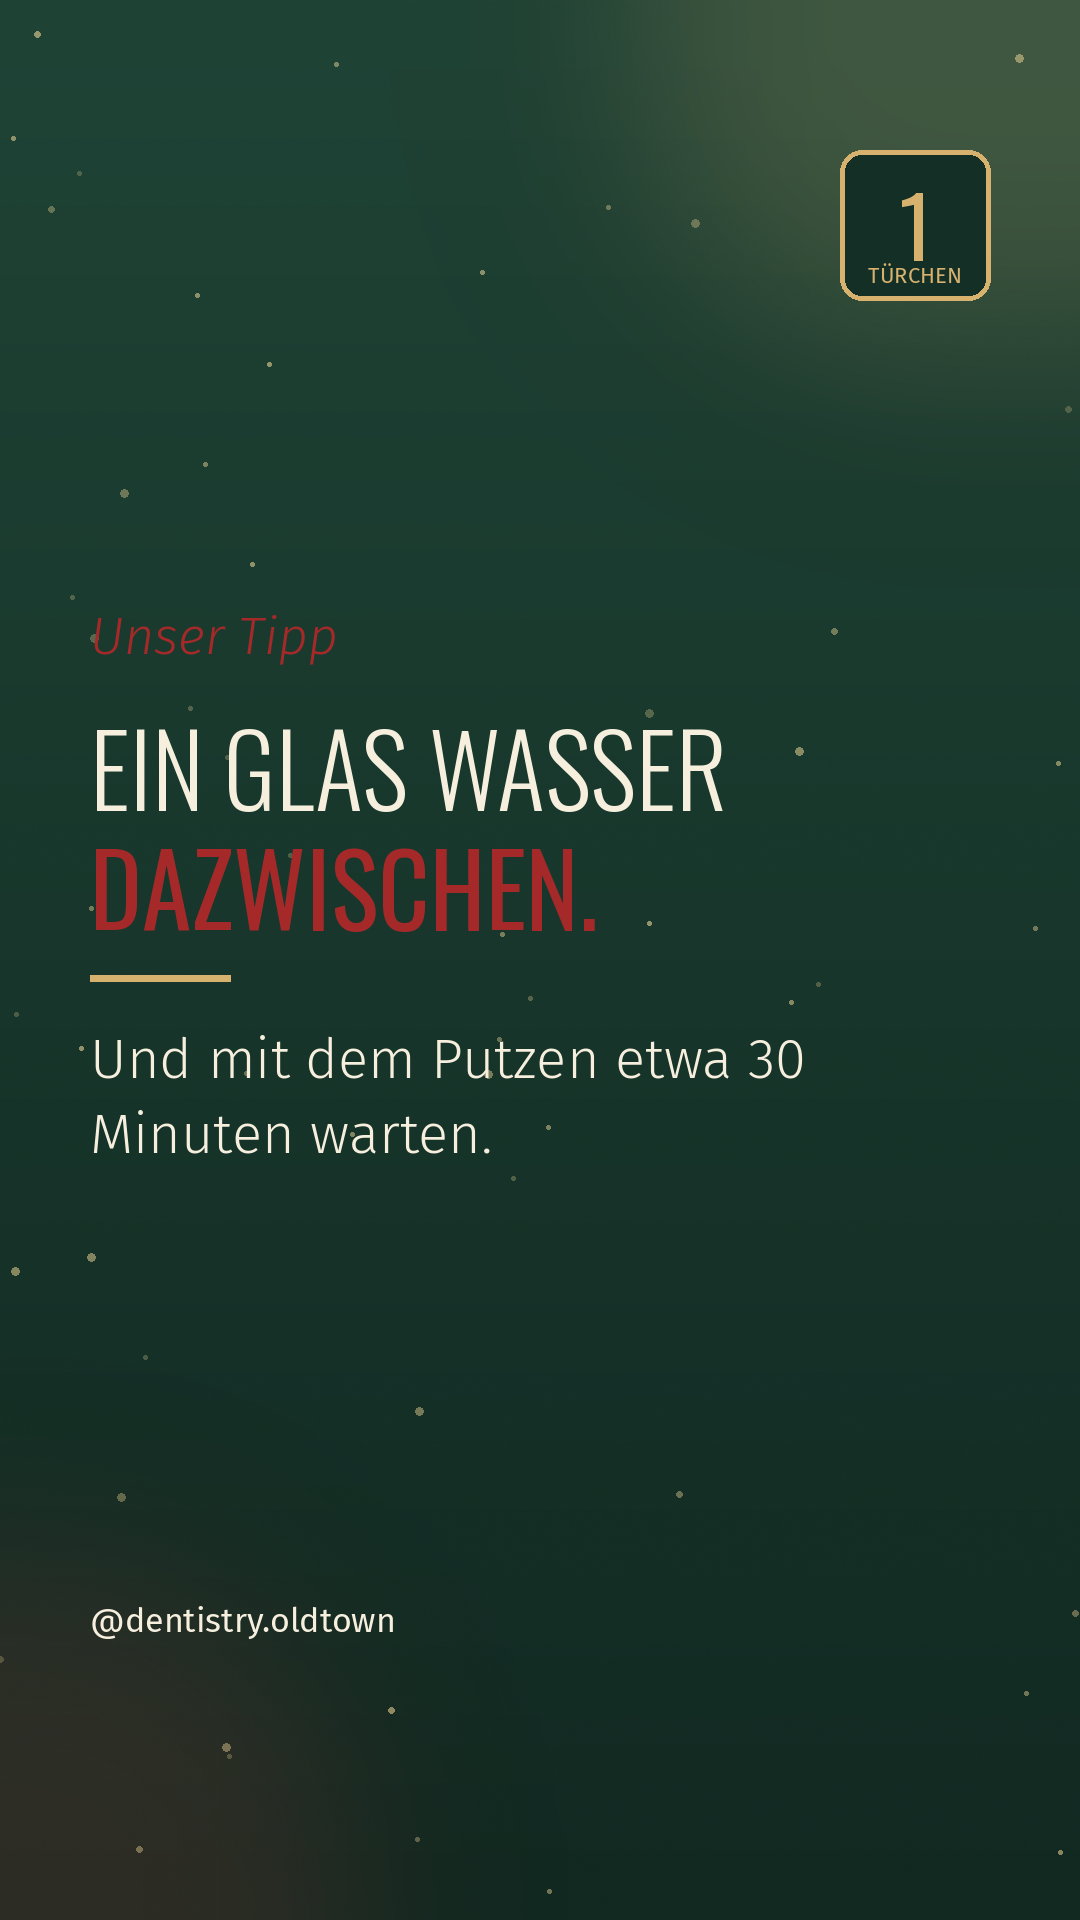 1
TÜRCHEN
Unser Tipp
EIN GLAS WASSER
DAZWISCHEN.
Und mit dem Putzen etwa 30
Minuten warten.
@dentistry.oldtown